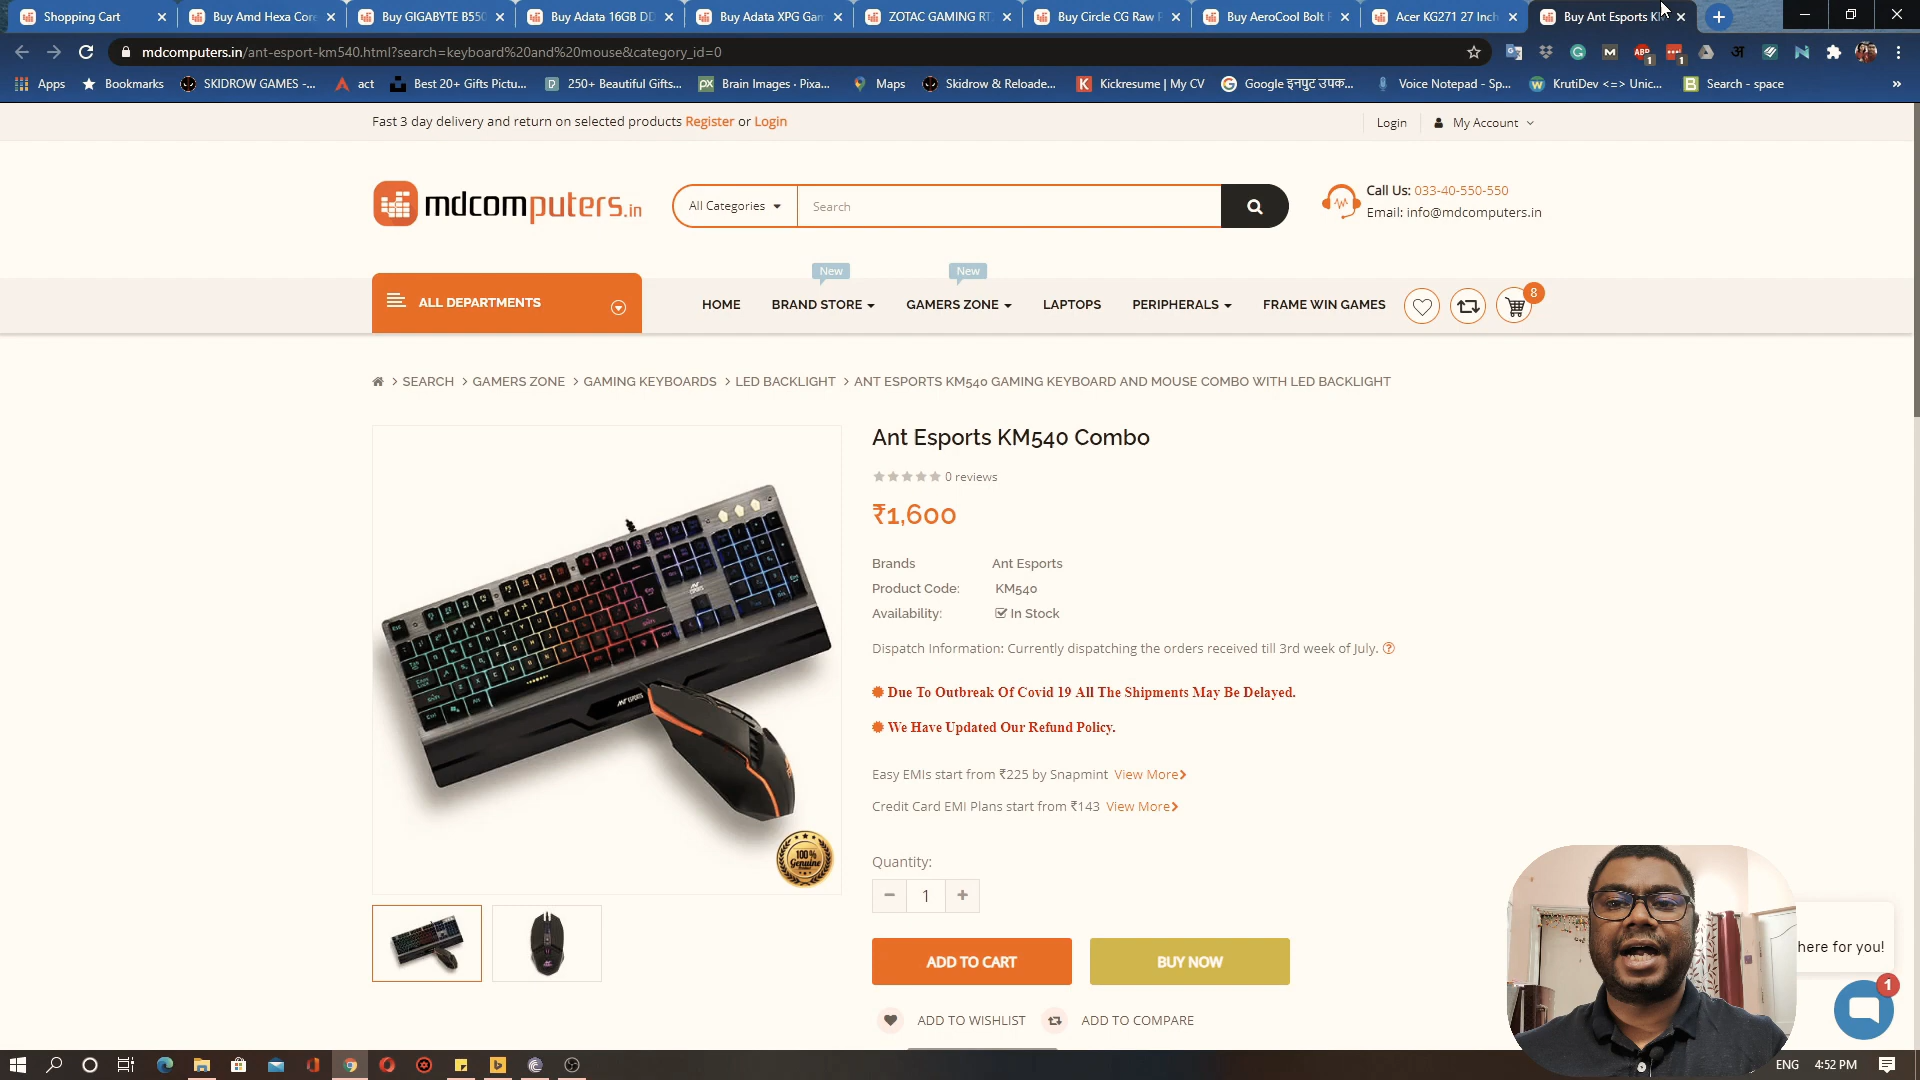 Shopping Cart
Buy Amd Hexa Core
Buy GIGABYTE B550
Buy Adata 16GB DD
Buy Adata XPG Gam
ZOTAC GAMING RT
Buy Circle CG Raw P
Buy AeroCool Bolt
Acer KG271 27 Inch
Buy Ant Esports KM
mdcomputers.in/ant-esport-km540.html?search=keyboard%20and%20mouse&category_id=0
Apps
Bookmarks
SKIDROW GAMES -...
act
Best 20+ Gifts Pictu...
250+ Beautiful Gifts...
Brain Images · Pixa...
Maps
Skidrow & Reloade...
Kickresume | My CV
Google इनपुट उपक...
Voice Notepad - Sp...
KrutiDev <=> Unic...
Search - space
Fast 3 day delivery and return on selected products Register or Login
Login
My Account
mdcomputers.in
All Categories
Search
Call Us: 033-40-550-550
Email: info@mdcomputers.in
ALL DEPARTMENTS
New
New
HOME
BRAND STORE
GAMERS ZONE
LAPTOPS
PERIPHERALS
FRAME WIN GAMES
8
SEARCH > GAMERS ZONE > GAMING KEYBOARDS > LED BACKLIGHT > ANT ESPORTS KM540 GAMING KEYBOARD AND MOUSE COMBO WITH LED BACKLIGHT
Ant Esports KM540 Combo
0 reviews
₹1,600
Brands Ant Esports
Product Code: KM540
Availability: In Stock
Dispatch Information: Currently dispatching the orders received till 3rd week of July.
Due To Outbreak Of Covid 19 All The Shipments May Be Delayed.
We Have Updated Our Refund Policy.
Easy EMIs start from ₹225 by Snapmint View More
Credit Card EMI Plans start from ₹143 View More
100%
Genuine
Quantity:
1
ADD TO CART
BUY NOW
ADD TO WISHLIST
ADD TO COMPARE
here for you!
1
ENG
4:52 PM